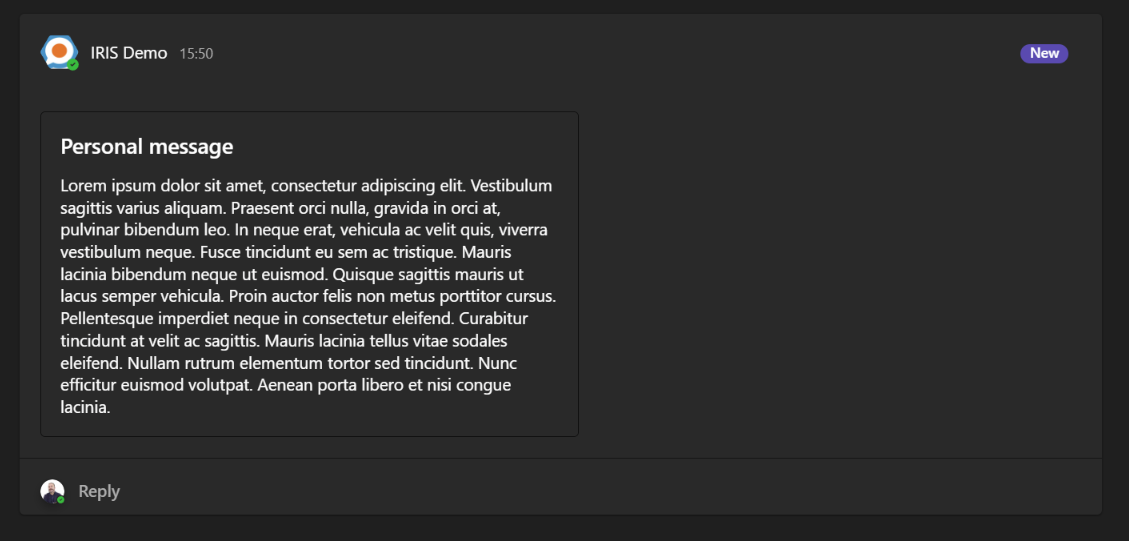 IRIS Demo 15:50
New
Personal message
Lorem ipsum dolor sit amet, consectetur adipiscing elit. Vestibulum
sagittis varius aliquam. Praesent orci nulla, gravida in orci at,
pulvinar bibendum leo. In neque erat, vehicula ac velit quis, viverra
vestibulum neque. Fusce tincidunt eu sem ac tristique. Mauris
lacinia bibendum neque ut euismod. Quisque sagittis mauris ut
lacus semper vehicula. Proin auctor felis non metus porttitor cursus.
Pellentesque imperdiet neque in consectetur eleifend. Curabitur
tincidunt at velit ac sagittis. Mauris lacinia tellus vitae sodales
eleifend. Nullam rutrum elementum tortor sed tincidunt. Nunc
efficitur euismod volutpat. Aenean porta libero et nisi congue
lacinia.
Reply